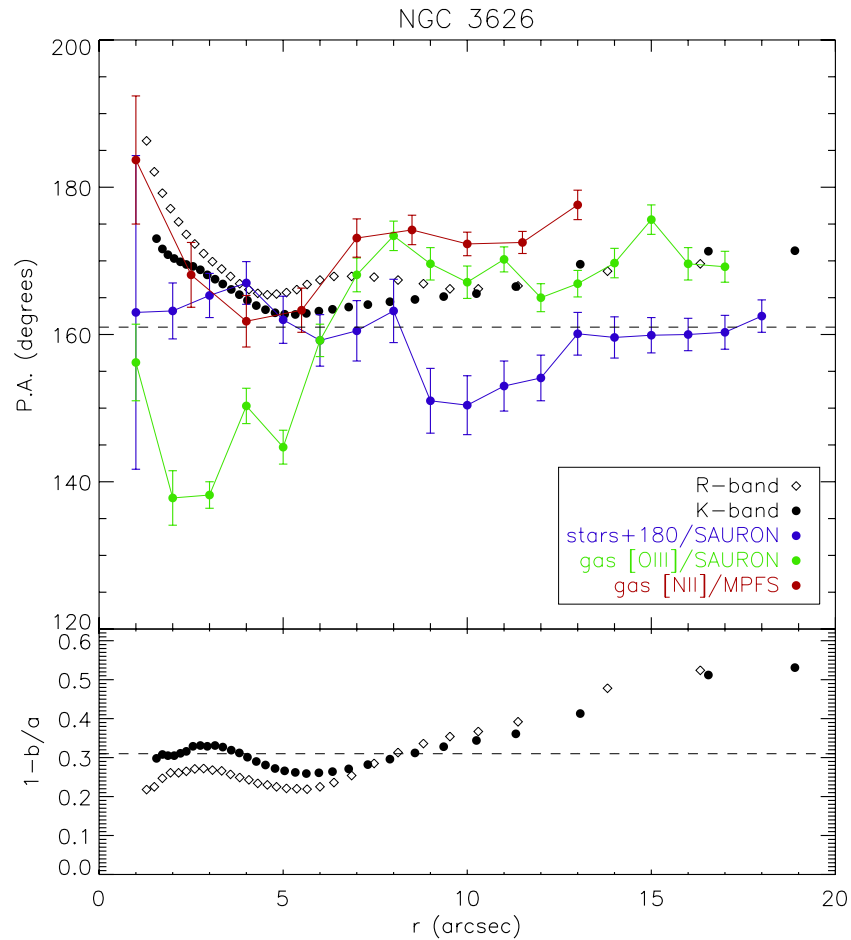 NGC 3626
200
180
160
140
120
P.A. (degrees)
R-band
K-band
stars+180/SAURON
gas [OIII]/SAURON
gas [NII]/MPFS
0.6
0.5
0.4
0.3
0.2
0.1
0.0
1-b/a
0 5 10 15 20
r (arcsec)